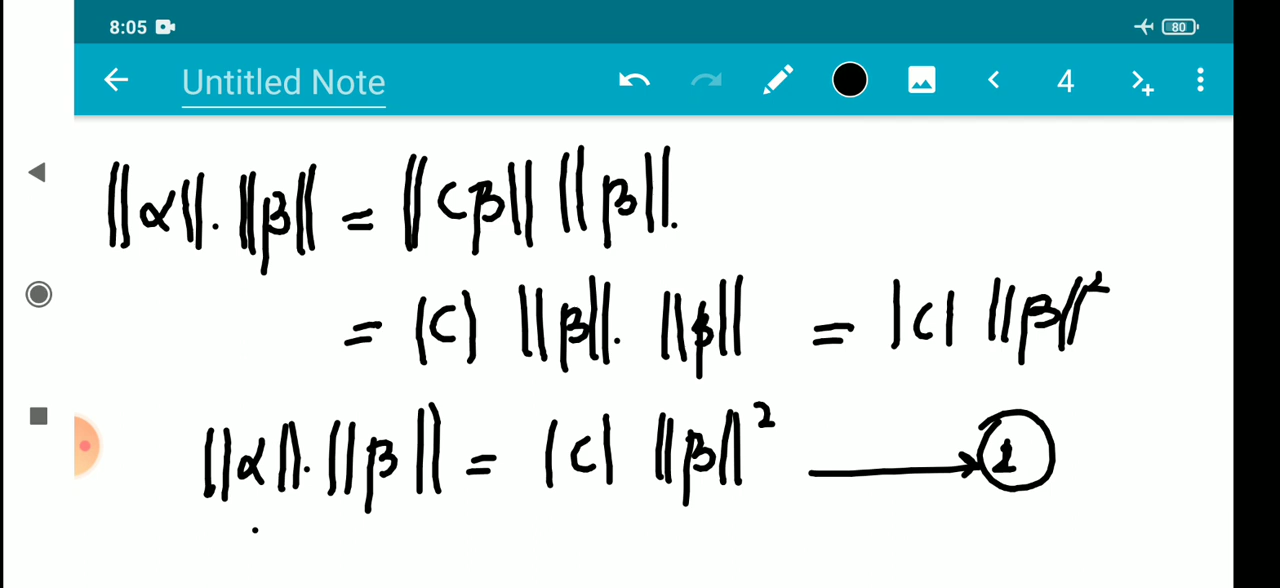 8:05 80
Untitled Note 4
||α||. ||β|| = ||Cβ|| ||β||.
= |C| ||β||. ||β|| = |C| ||β||²
||α||. ||β|| = |C| ||β||² → 1